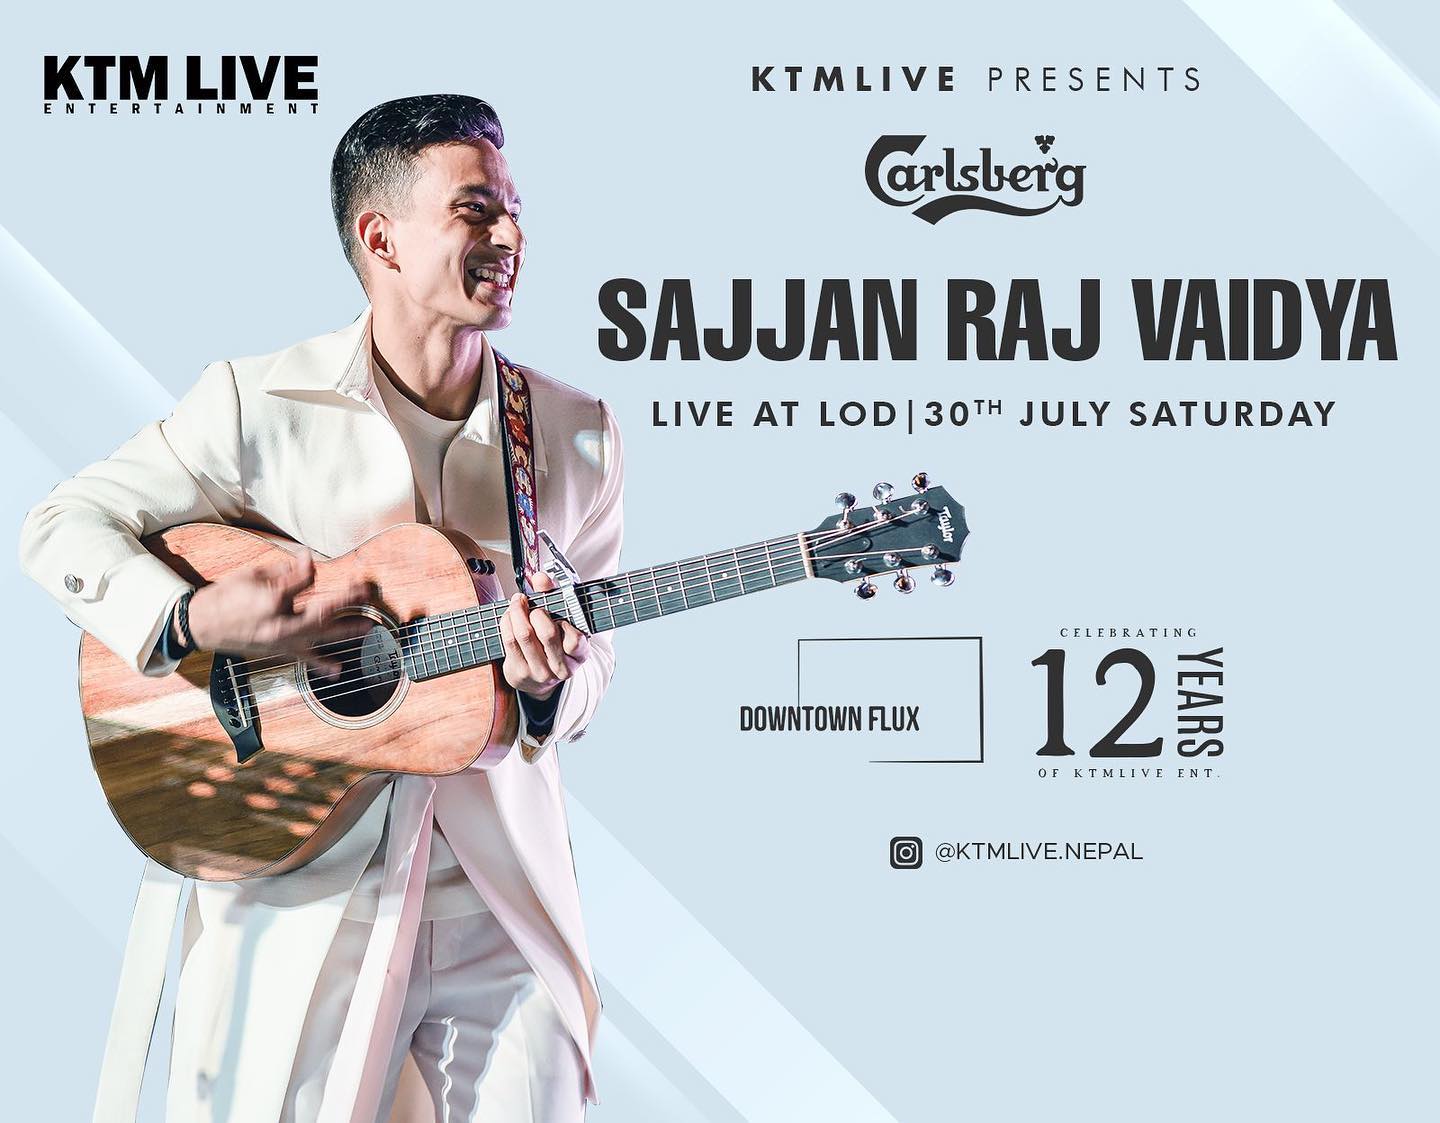 KTM LIVE
ENTERTAINMENT
KTMLIVE PRESENTS
Carlsberg
SAJJAN RAJ VAIDYA
LIVE AT LOD|30TH JULY SATURDAY
Taylor
DOWNTOWN FLUX
CELEBRATING
12 YEARS
OF KTMLIVE ENT.
@KTMLIVE.NEPAL